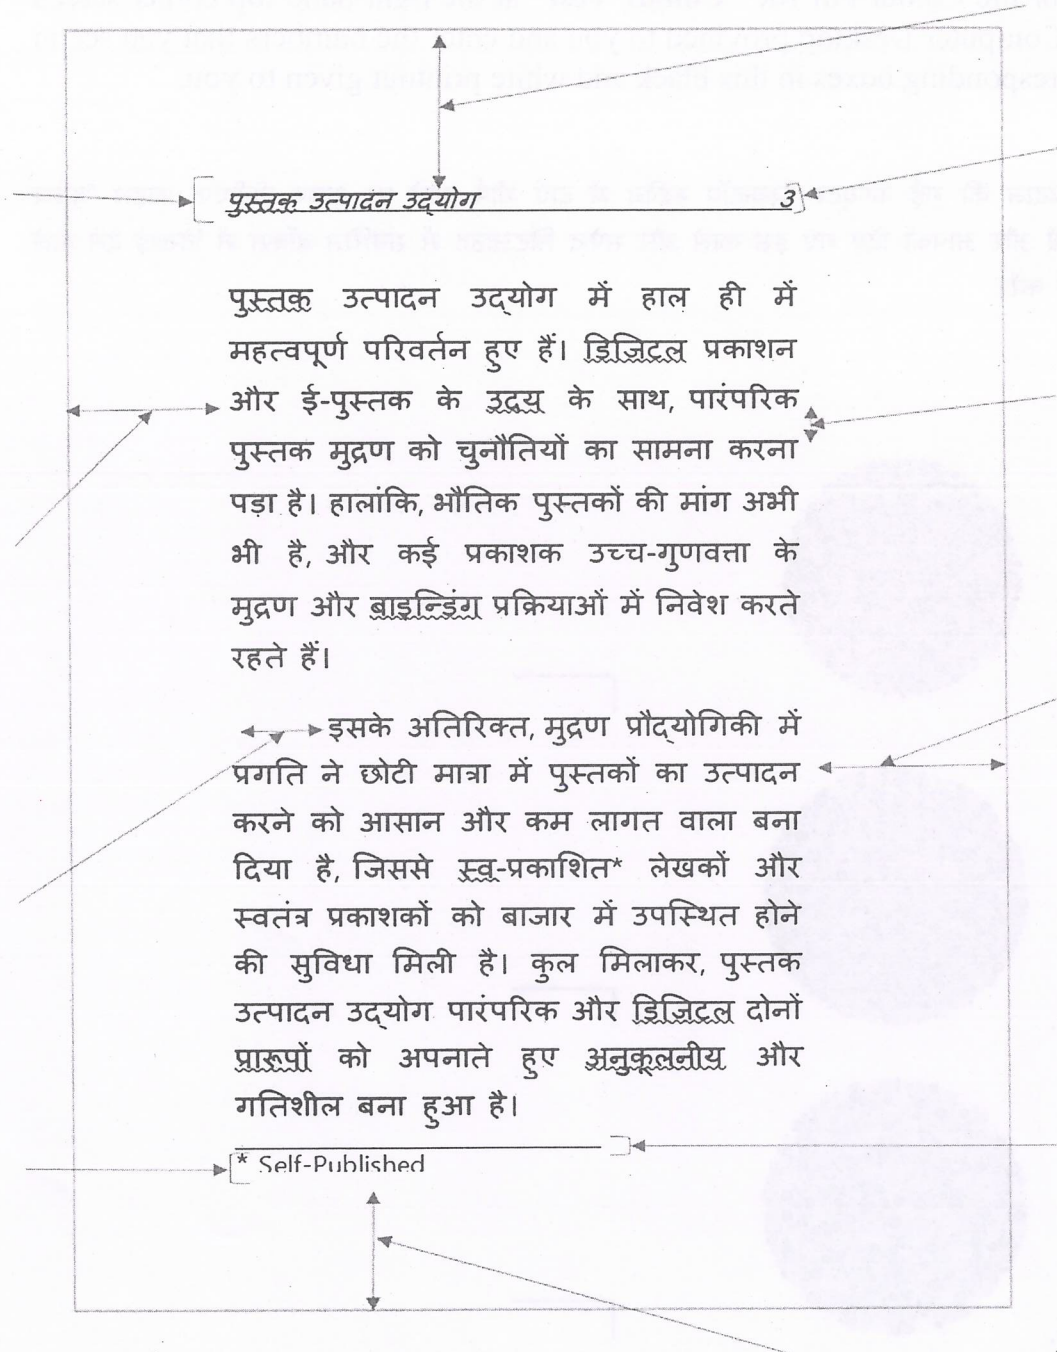 पुस्तक उत्पादन उद्योग 3
पुस्तक उत्पादन उद्योग में हाल ही में
महत्वपूर्ण परिवर्तन हुए हैं। डिजिटल प्रकाशन
और ई-पुस्तक के उदय के साथ, पारंपरिक
पुस्तक मुद्रण को चुनौतियों का सामना करना
पड़ा है। हालांकि, भौतिक पुस्तकों की मांग अभी
भी है, और कई प्रकाशक उच्च-गुणवत्ता के
मुद्रण और बाइन्डिंग प्रक्रियाओं में निवेश करते
रहते हैं।
इसके अतिरिक्त, मुद्रण प्रौद्योगिकी में
प्रगति ने छोटी मात्रा में पुस्तकों का उत्पादन
करने को आसान और कम लागत वाला बना
दिया है, जिससे स्व-प्रकाशित* लेखकों और
स्वतंत्र प्रकाशकों को बाजार में उपस्थित होने
की सुविधा मिली है। कुल मिलाकर, पुस्तक
उत्पादन उद्योग पारंपरिक और डिजिटल दोनों
प्रारूपों को अपनाते हुए अनुकूलनीय और
गतिशील बना हुआ है।
* Self-Published